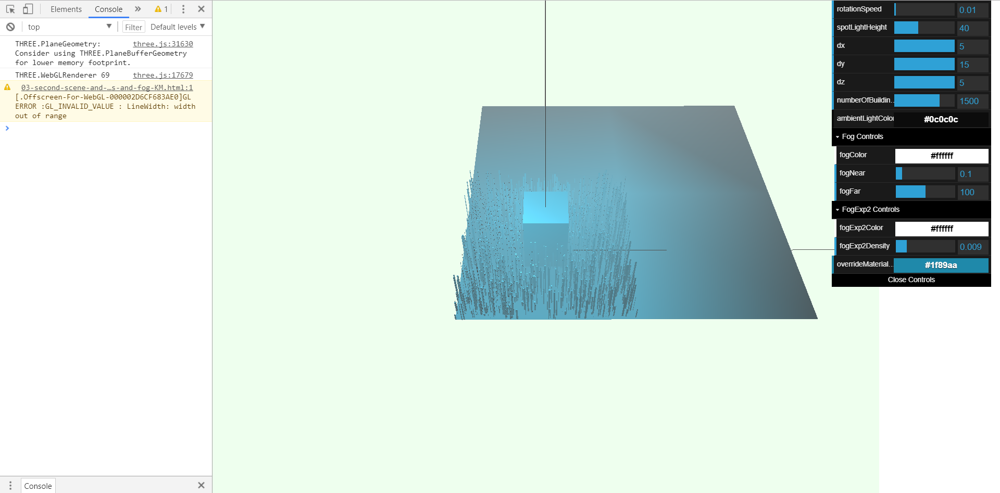 Elements
Console
1
top
Filter
Default levels
THREE.PlaneGeometry: three.js:31630
Consider using THREE.PlaneBufferGeometry
for lower memory footprint.
THREE.WebGLRenderer 69 three.js:17679
03-second-scene-and-…s-and-fog-KM.html:1
[.Offscreen-For-WebGL-000002D6CF683AE0]GL
ERROR :GL_INVALID_VALUE : LineWidth: width
out of range
Console
rotationSpeed 0.01
spotLightHeight 40
dx 5
dy 15
dz 5
numberOfBuildin… 1500
ambientLightColor #0c0c0c
Fog Controls
fogColor #ffffff
fogNear 0.1
fogFar 100
FogExp2 Controls
fogExp2Color #ffffff
fogExp2Density 0.009
overrideMaterial… #1f89aa
Close Controls